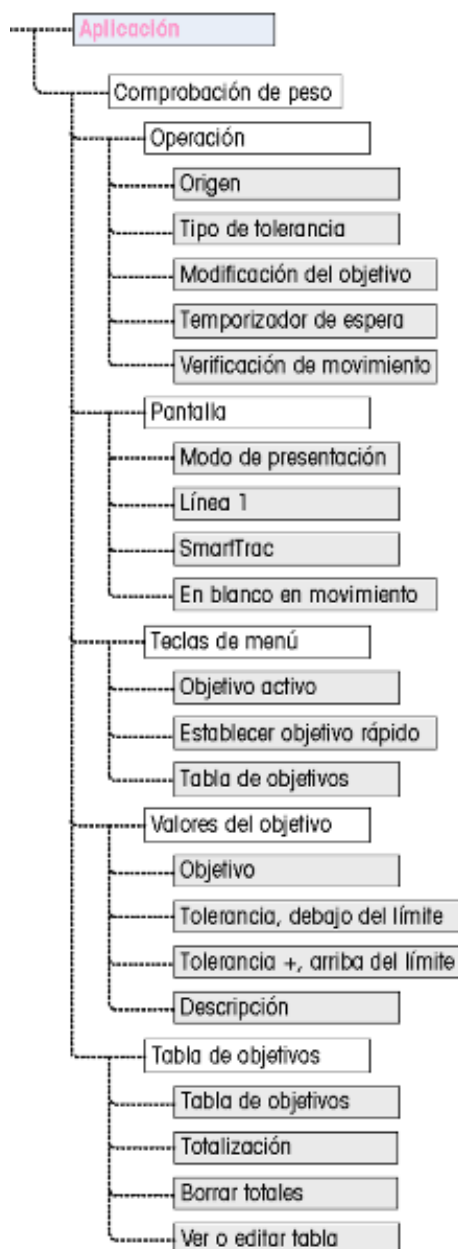 Aplicación
Comprobación de peso
Operación
Origen
Tipo de tolerancia
Modificación del objetivo
Temporizador de espera
Verificación de movimiento
Pantalla
Modo de presentación
Línea 1
SmartTrac
En blanco en movimiento
Teclas de menú
Objetivo activo
Establecer objetivo rápido
Tabla de objetivos
Valores del objetivo
Objetivo
Tolerancia, debajo del límite
Tolerancia +, arriba del límite
Descripción
Tabla de objetivos
Tabla de objetivos
Totalización
Borrar totales
Ver o editar tabla